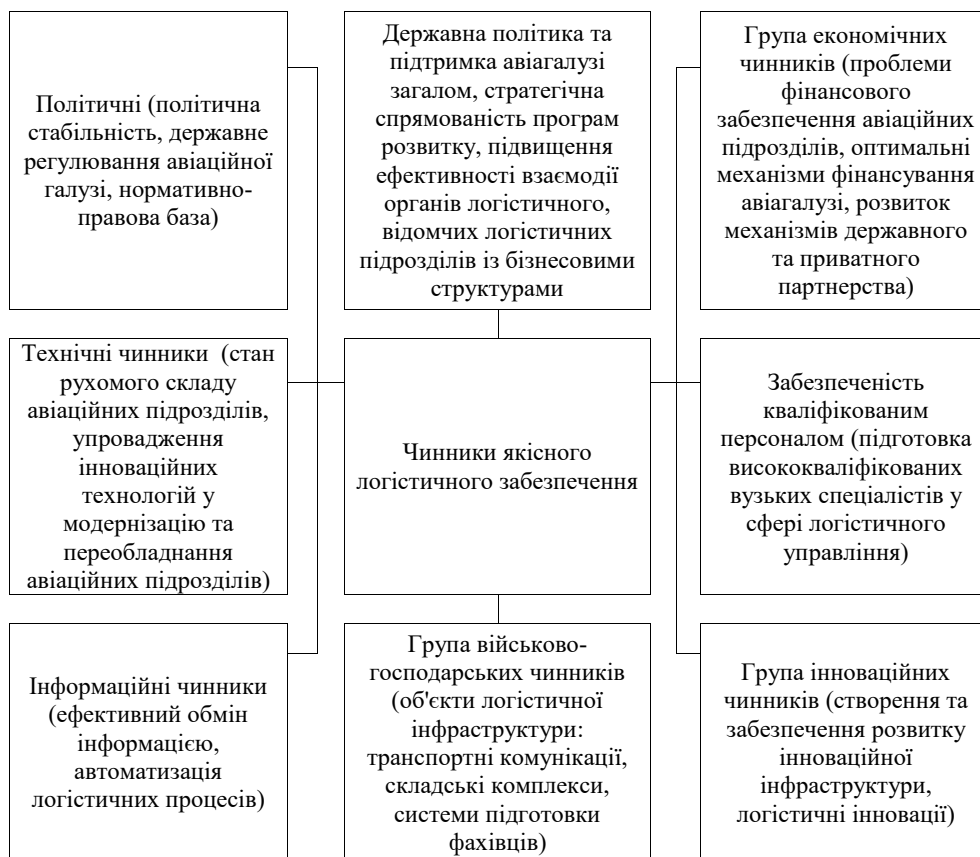 Політичні (політична
стабільність, державне
регулювання авіаційної
галузі, нормативно-
правова база)
Державна політика та
підтримка авіагалузі
загалом, стратегічна
спрямованість програм
розвитку, підвищення
ефективності взаємодії
органів логістичного,
відомчих логістичних
підрозділів із бізнесовими
структурами
Група економічних
чинників (проблеми
фінансового
забезпечення авіаційних
підрозділів, оптимальні
механізми фінансування
авіагалузі, розвиток
механізмів державного
та приватного
партнерства)
Технічні чинники (стан
рухомого складу
авіаційних підрозділів,
упровадження
інноваційних
технологій у
модернізацію та
переобладнання
авіаційних підрозділів)
Чинники якісного
логістичного забезпечення
Забезпеченість
кваліфікованим
персоналом (підготовка
висококваліфікованих
вузьких спеціалістів у
сфері логістичного
управління)
Інформаційні чинники
(ефективний обмін
інформацією,
автоматизація
логістичних процесів)
Група військово-
господарських чинників
(об'єкти логістичної
інфраструктури:
транспортні комунікації,
складські комплекси,
системи підготовки
фахівців)
Група інноваційних
чинників (створення та
забезпечення розвитку
інноваційної
інфраструктури,
логістичні інновації)